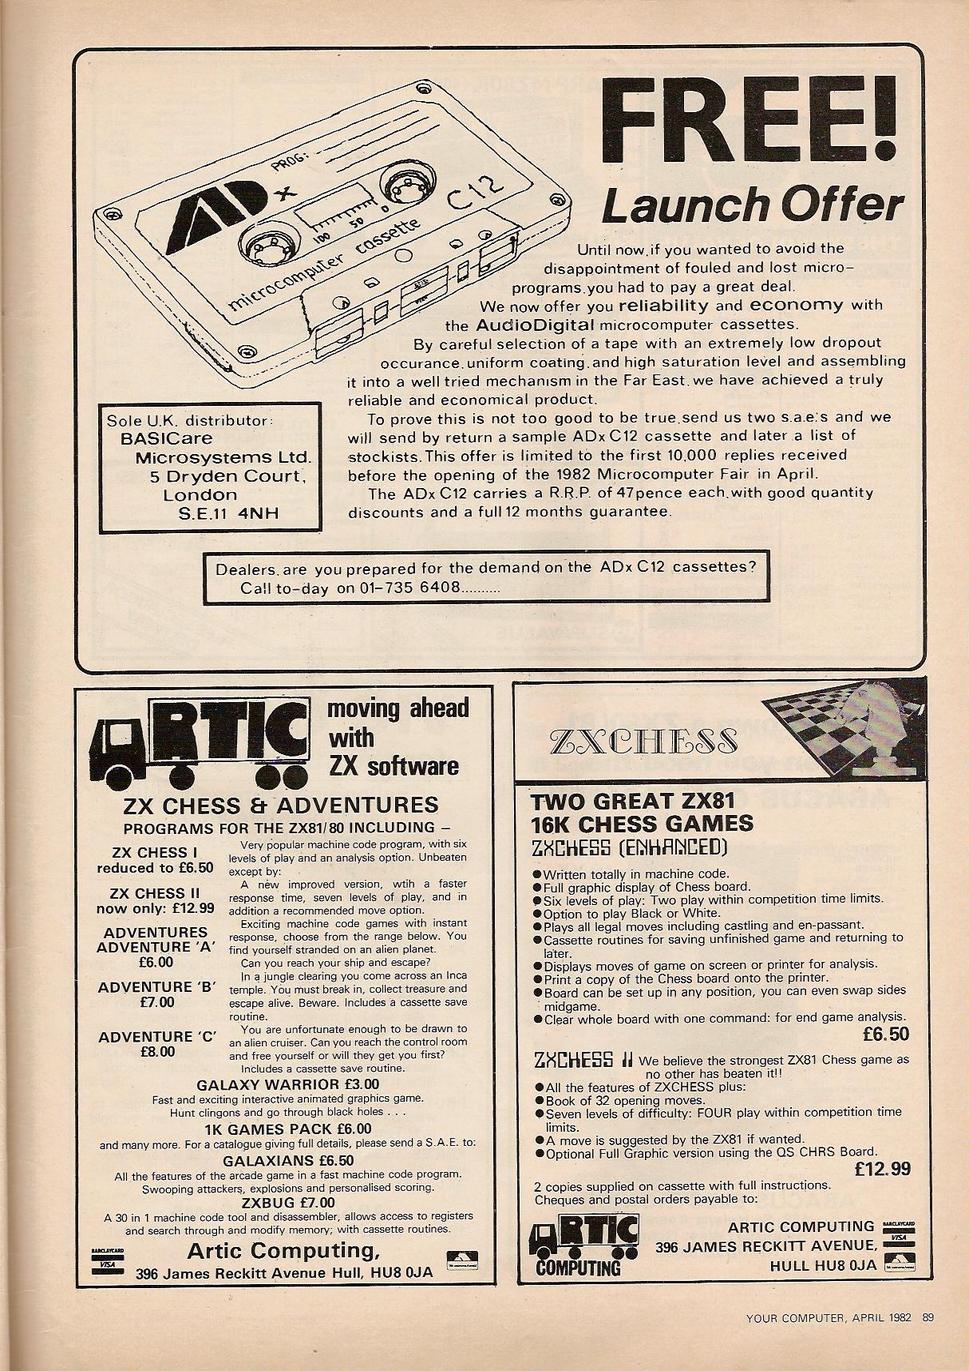 FREE!
Launch Offer
PROG:
AD x
100 50 0
C12
microcomputer cassette
Until now, if you wanted to avoid the
disappointment of fouled and lost micro-
programs, you had to pay a great deal.
We now offer you reliability and economy with
the AudioDigital microcomputer cassettes.
By careful selection of a tape with an extremely low dropout
occurance, uniform coating, and high saturation level and assembling
it into a well tried mechanism in the Far East, we have achieved a truly
reliable and economical product.
To prove this is not too good to be true, send us two s.a.e.'s and we
will send by return a sample ADx C12 cassette and later a list of
stockists. This offer is limited to the first 10,000 replies received
before the opening of the 1982 Microcomputer Fair in April.
The ADx C12 carries a R.R.P. of 47pence each, with good quantity
discounts and a full 12 months guarantee.
Sole U.K. distributor:
BASICare
Microsystems Ltd.
5 Dryden Court,
London
S.E.11 4NH
Dealers, are you prepared for the demand on the ADx C12 cassettes?
Call to-day on 01-735 6408..........
RTIC
moving ahead
with
ZX software
ZX CHESS & ADVENTURES
PROGRAMS FOR THE ZX81/80 INCLUDING –
ZX CHESS I
reduced to £6.50
Very popular machine code program, with six
levels of play and an analysis option. Unbeaten
except by:
ZX CHESS II
now only: £12.99
A new improved version, wtih a faster
response time, seven levels of play, and in
addition a recommended move option.
ADVENTURES
ADVENTURE 'A'
£6.00
Exciting machine code games with instant
response, choose from the range below. You
find yourself stranded on an alien planet.
Can you reach your ship and escape?
ADVENTURE 'B'
£7.00
In a jungle clearing you come across an Inca
temple. You must break in, collect treasure and
escape alive. Beware. Includes a cassette save
routine.
ADVENTURE 'C'
£8.00
You are unfortunate enough to be drawn to
an alien cruiser. Can you reach the control room
and free yourself or will they get you first?
Includes a cassette save routine.
GALAXY WARRIOR £3.00
Fast and exciting interactive animated graphics game.
Hunt clingons and go through black holes . . .
1K GAMES PACK £6.00
and many more. For a catalogue giving full details, please send a S.A.E. to:
GALAXIANS £6.50
All the features of the arcade game in a fast machine code program.
Swooping attackers, explosions and personalised scoring.
ZXBUG £7.00
A 30 in 1 machine code tool and disassembler, allows access to registers
and search through and modify memory; with cassette routines.
BARCLAYCARD
VISA
Artic Computing,
396 James Reckitt Avenue Hull, HU8 0JA
ZXCHESS
TWO GREAT ZX81
16K CHESS GAMES
ZXCHESS (ENHANCED)
●Written totally in machine code.
●Full graphic display of Chess board.
●Six levels of play: Two play within competition time limits.
●Option to play Black or White.
●Plays all legal moves including castling and en-passant.
●Cassette routines for saving unfinished game and returning to
later.
●Displays moves of game on screen or printer for analysis.
●Print a copy of the Chess board onto the printer.
●Board can be set up in any position, you can even swap sides
midgame.
●Clear whole board with one command: for end game analysis.
£6.50
ZXCHESS II We believe the strongest ZX81 Chess game as
no other has beaten it!!
●All the features of ZXCHESS plus:
●Book of 32 opening moves.
●Seven levels of difficulty: FOUR play within competition time
limits.
●A move is suggested by the ZX81 if wanted.
●Optional Full Graphic version using the QS CHRS Board.
£12.99
2 copies supplied on cassette with full instructions.
Cheques and postal orders payable to:
RTIC
COMPUTING
ARTIC COMPUTING
396 JAMES RECKITT AVENUE,
HULL HU8 0JA
BARCLAYCARD
VISA
YOUR COMPUTER, APRIL 1982 89